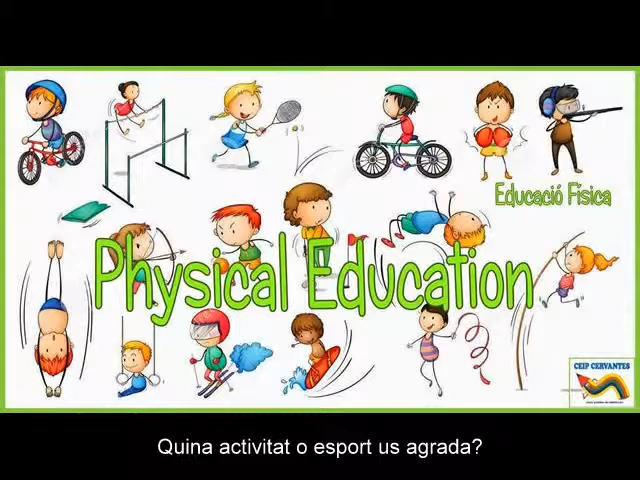 Educació Física
Physical Education
CEIP CERVANTES
Quina activitat o esport us agrada?